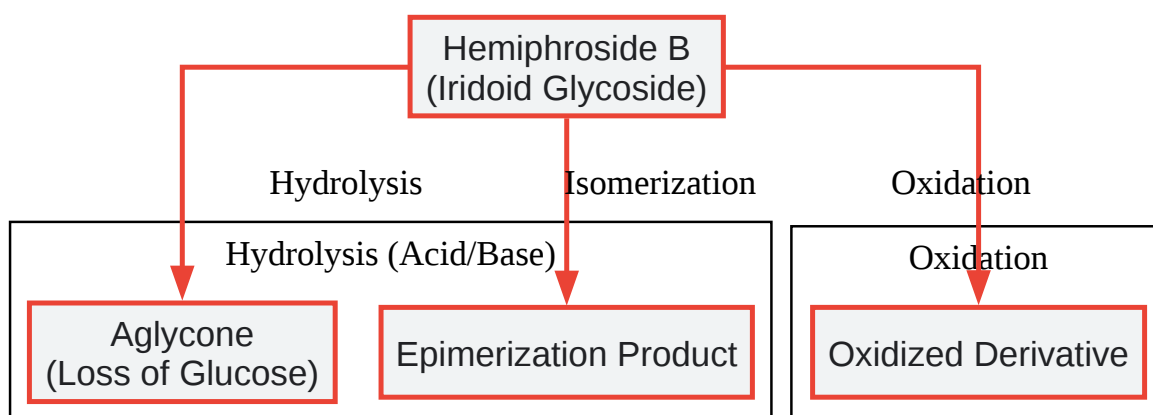 Hemiphroside B
(Iridoid Glycoside)
Hydrolysis
Isomerization
Oxidation
Hydrolysis (Acid/Base)
Oxidation
Aglycone
(Loss of Glucose)
Epimerization Product
Oxidized Derivative